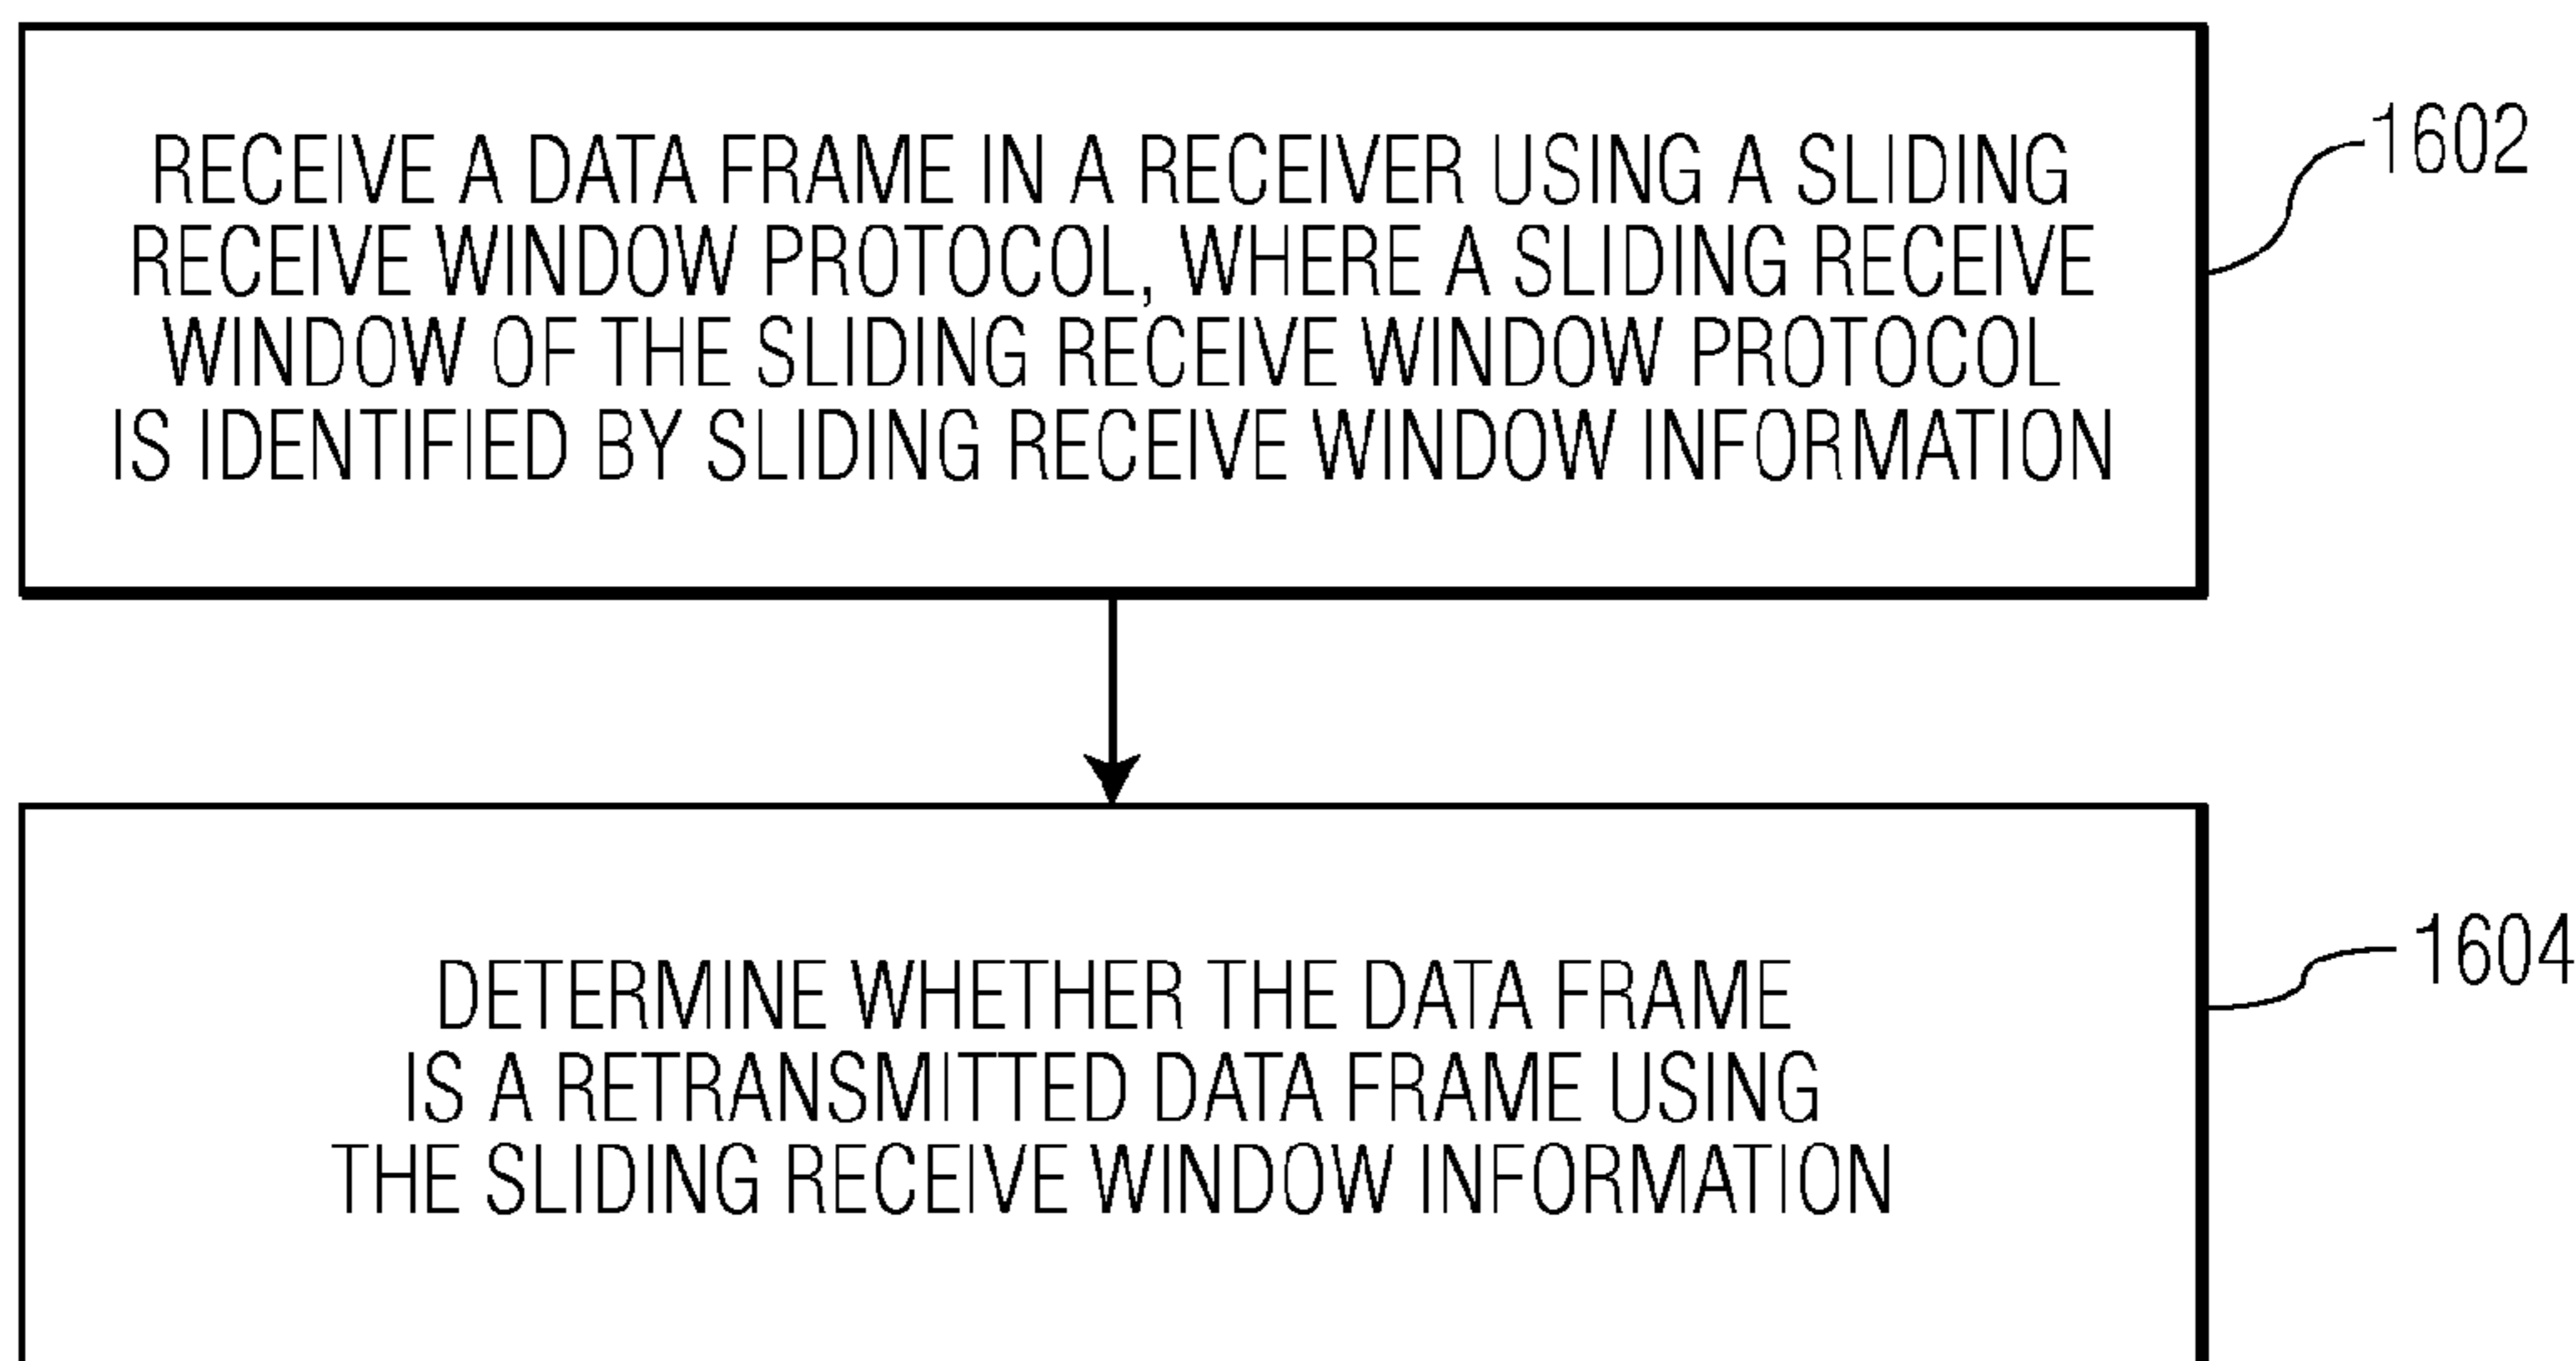 RECEIVE A DATA FRAME IN A RECEIVER USING A SLIDING
RECEIVE WINDOW PROTOCOL, WHERE A SLIDING RECEIVE
WINDOW OF THE SLIDING RECEIVE WINDOW PROTOCOL
IS IDENTIFIED BY SLIDING RECEIVE WINDOW INFORMATION
1602
DETERMINE WHETHER THE DATA FRAME
IS A RETRANSMITTED DATA FRAME USING
THE SLIDING RECEIVE WINDOW INFORMATION
1604